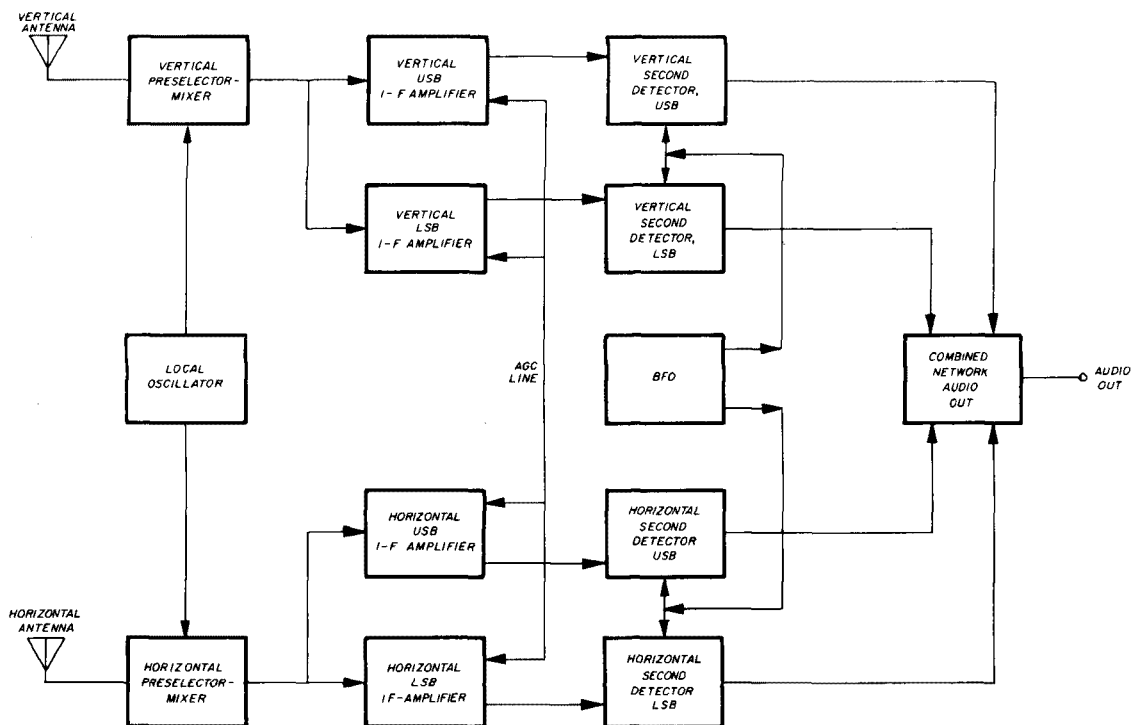 VERTICAL
ANTENNA
VERTICAL
PRESELECTOR-
MIXER
VERTICAL
USB
I-F AMPLIFIER
VERTICAL
SECOND
DETECTOR,
USB
VERTICAL
LSB
I-F AMPLIFIER
VERTICAL
SECOND
DETECTOR,
LSB
LOCAL
OSCILLATOR
AGC
LINE
BFO
COMBINED
NETWORK
AUDIO
OUT
AUDIO
OUT
HORIZONTAL
USB
I-F AMPLIFIER
HORIZONTAL
SECOND
DETECTOR
USB
HORIZONTAL
ANTENNA
HORIZONTAL
PRESELECTOR-
MIXER
HORIZONTAL
LSB
IF-AMPLIFIER
HORIZONTAL
SECOND
DETECTOR
LSB